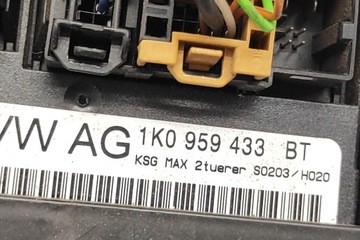 VW AG 1K0 959 433 BT
KSG MAX 2tuerer S0203/H020